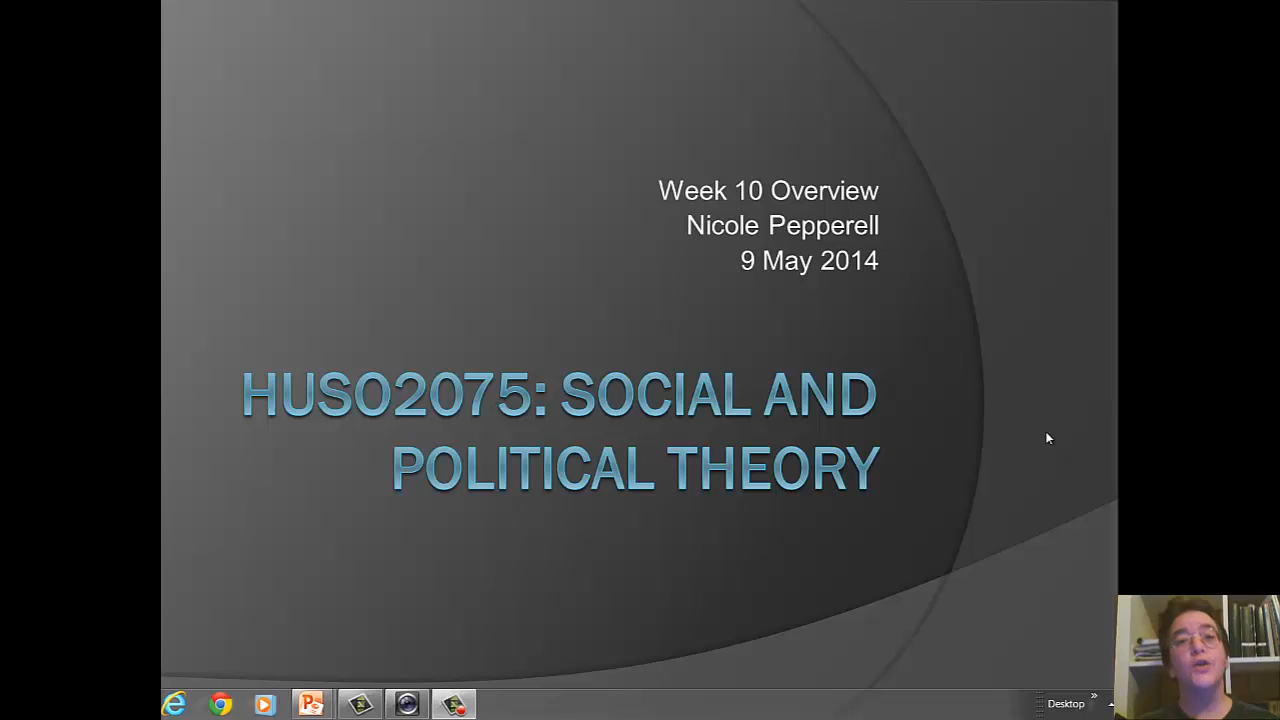 Week 10 Overview
Nicole Pepperell
9 May 2014
HUSO2075: SOCIAL AND
POLITICAL THEORY
Desktop